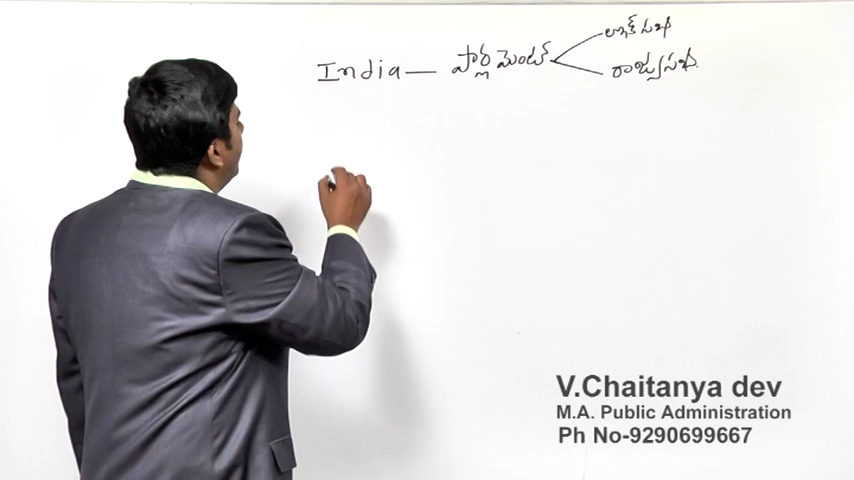 లోక్ సభ
India — పార్లమెంట్
రాజ్యసభ.
V.Chaitanya dev
M.A. Public Administration
Ph No-9290699667